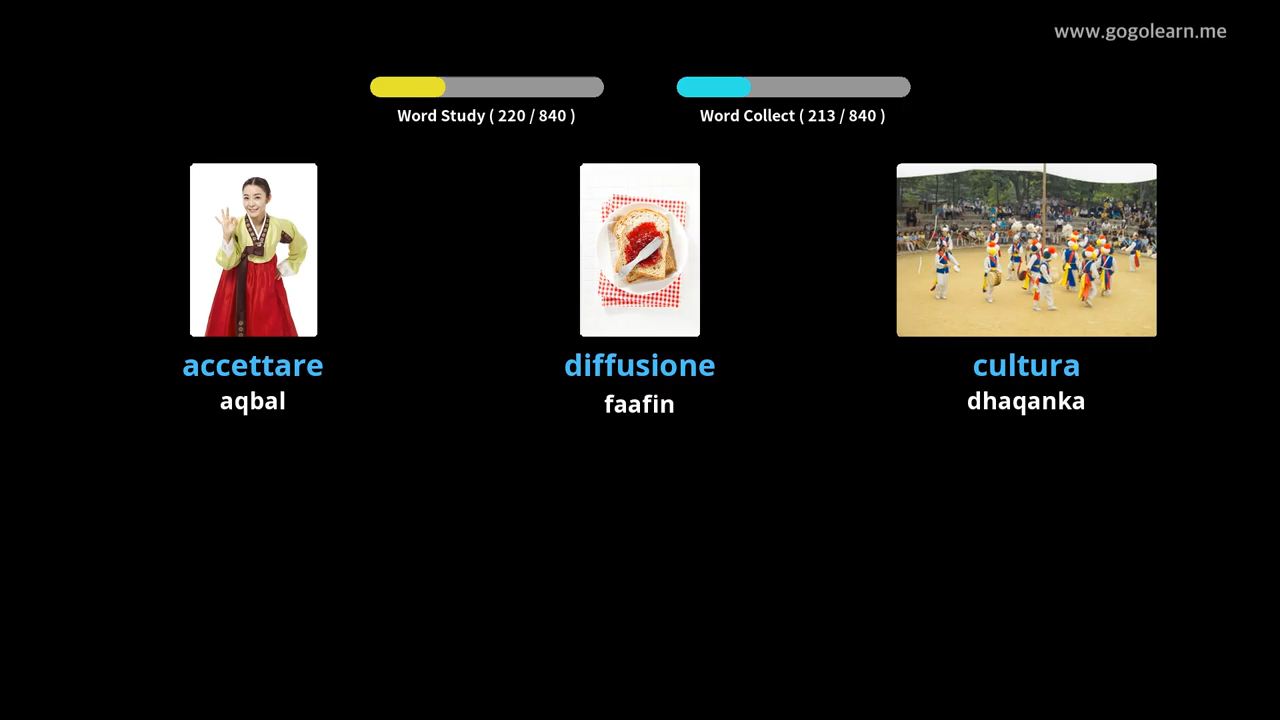 www.gogolearn.me
Word Study ( 220 / 840 )
Word Collect ( 213 / 840 )
accettare
aqbal
diffusione
faafin
cultura
dhaqanka